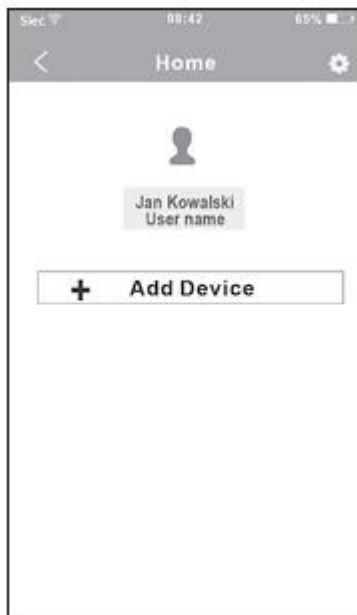 Siec 08:42 65%
Home
Jan Kowalski
User name
+ Add Device